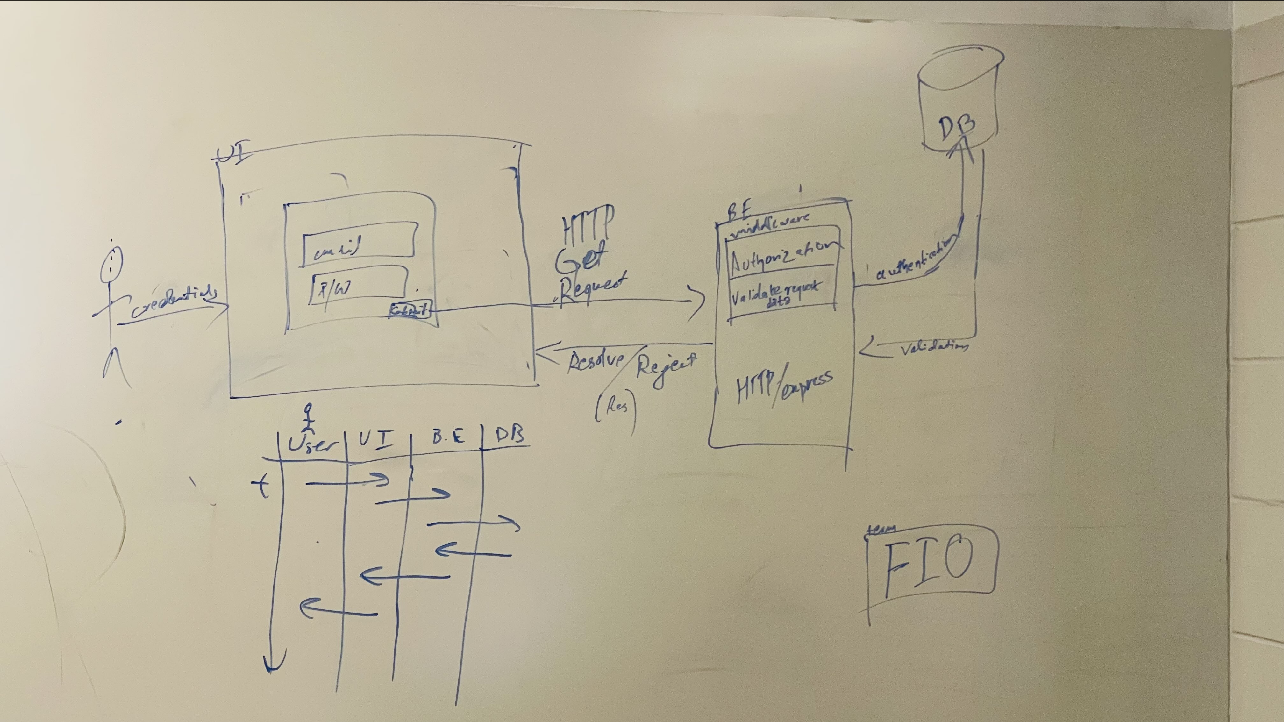 UI
email
P/W
credentials
HTTP
Get
Request
Resolve/Reject
(Res)
B.E
middleware
Authorization
Validate request
data
HTTP/express
authentication
validation
DB
User UI B.E DB
t
team
FIO